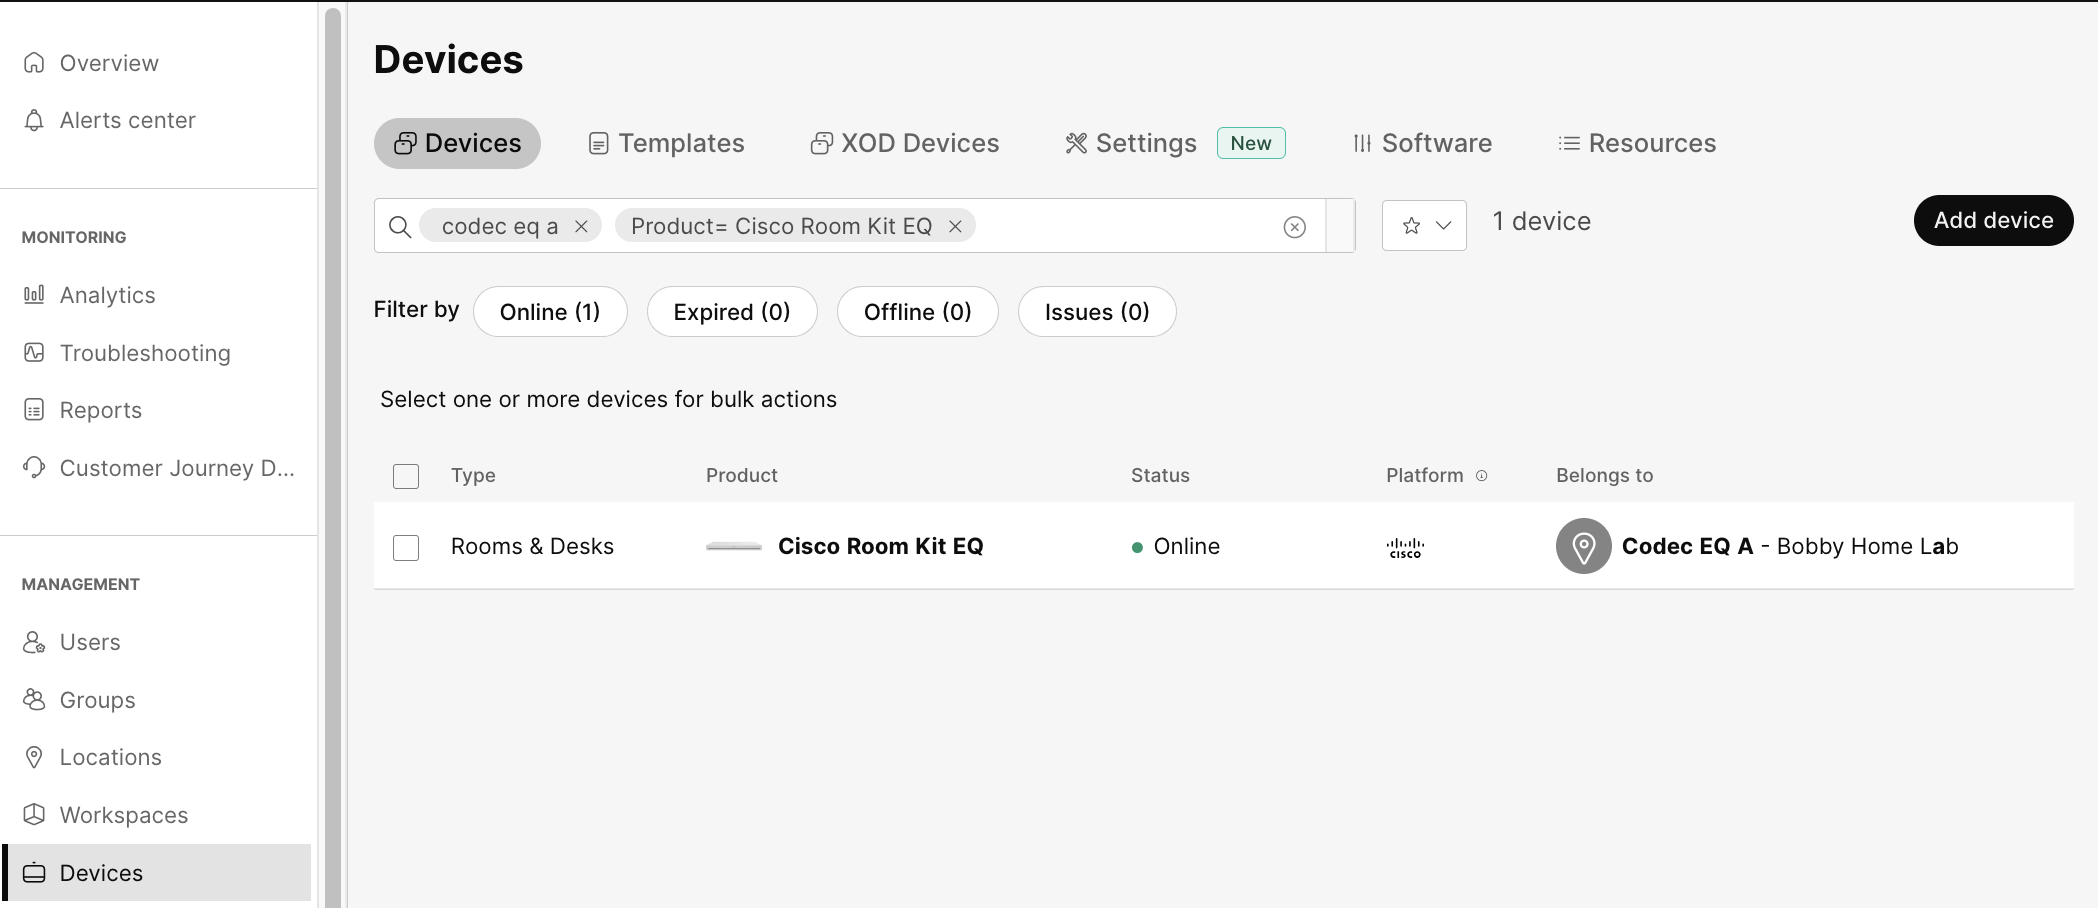 Overview
Alerts center
MONITORING
Analytics
Troubleshooting
Reports
Customer Journey D...
MANAGEMENT
Users
Groups
Locations
Workspaces
Devices
Devices
Devices Templates XOD Devices Settings New Software Resources
codec eq a Product= Cisco Room Kit EQ 1 device Add device
Filter by Online (1) Expired (0) Offline (0) Issues (0)
Select one or more devices for bulk actions
Type Product Status Platform Belongs to
Rooms & Desks Cisco Room Kit EQ Online CISCO Codec EQ A - Bobby Home Lab